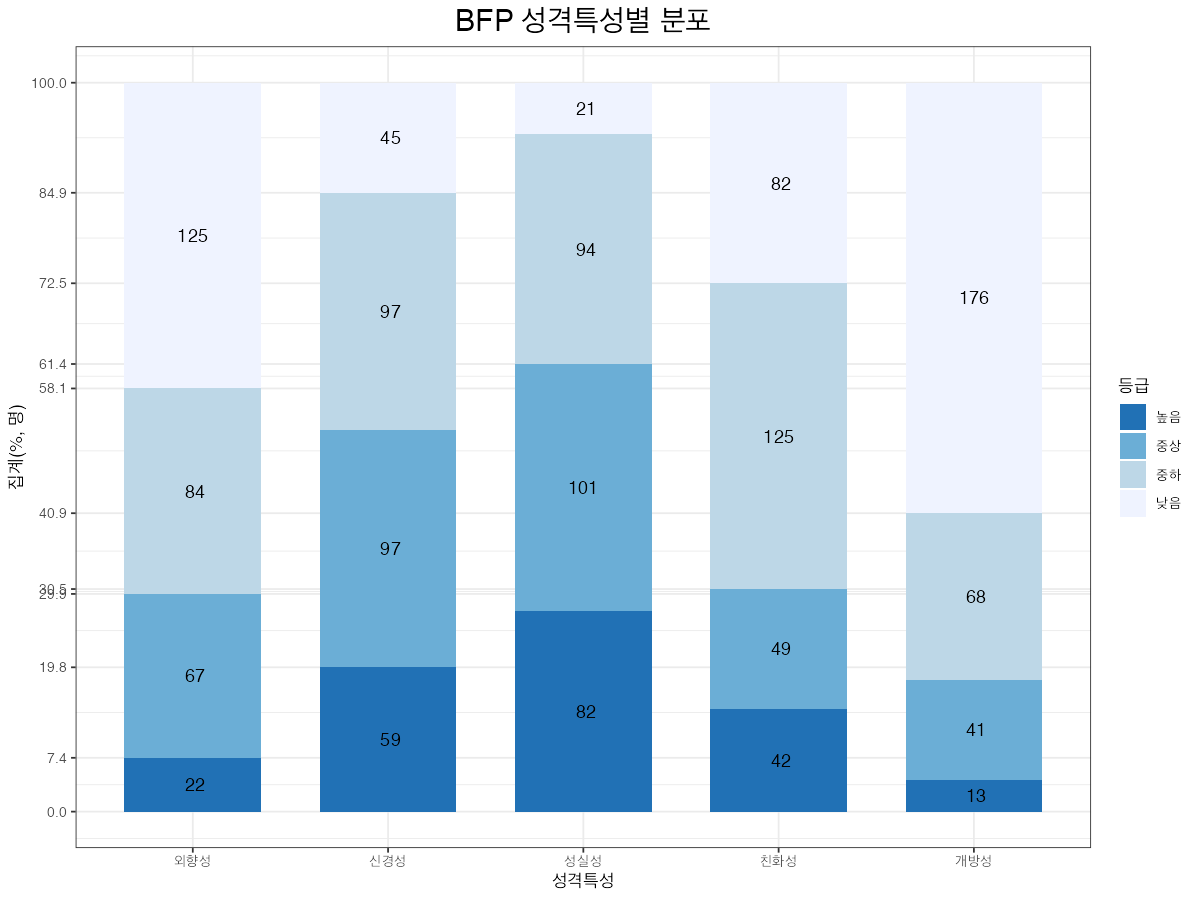 BFP 성격특성별 분포
집계(%, 명)
100.0
84.9
72.5
61.4
58.1
40.9
30.5
29.9
19.8
7.4
0.0
125
84
67
22
45
97
97
59
21
94
101
82
82
125
49
42
176
68
41
13
외향성
신경성
성실성
친화성
개방성
성격특성
등급
높음
중상
중하
낮음